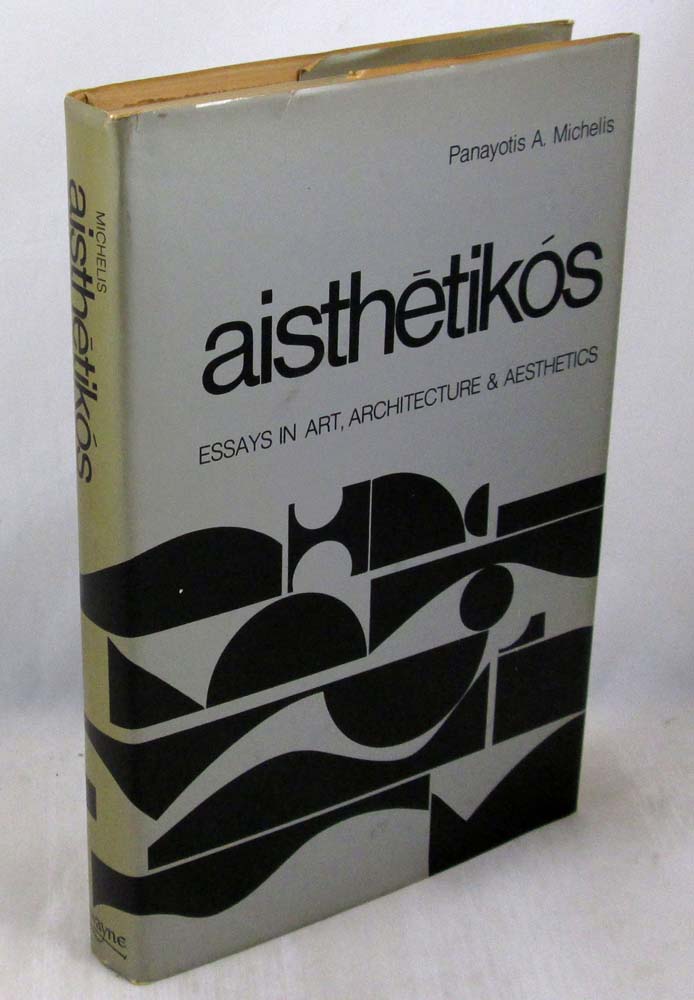 Panayotis A. Michelis
aisthētikós
ESSAYS IN ART, ARCHITECTURE & AESTHETICS
MICHELIS
aisthētikós